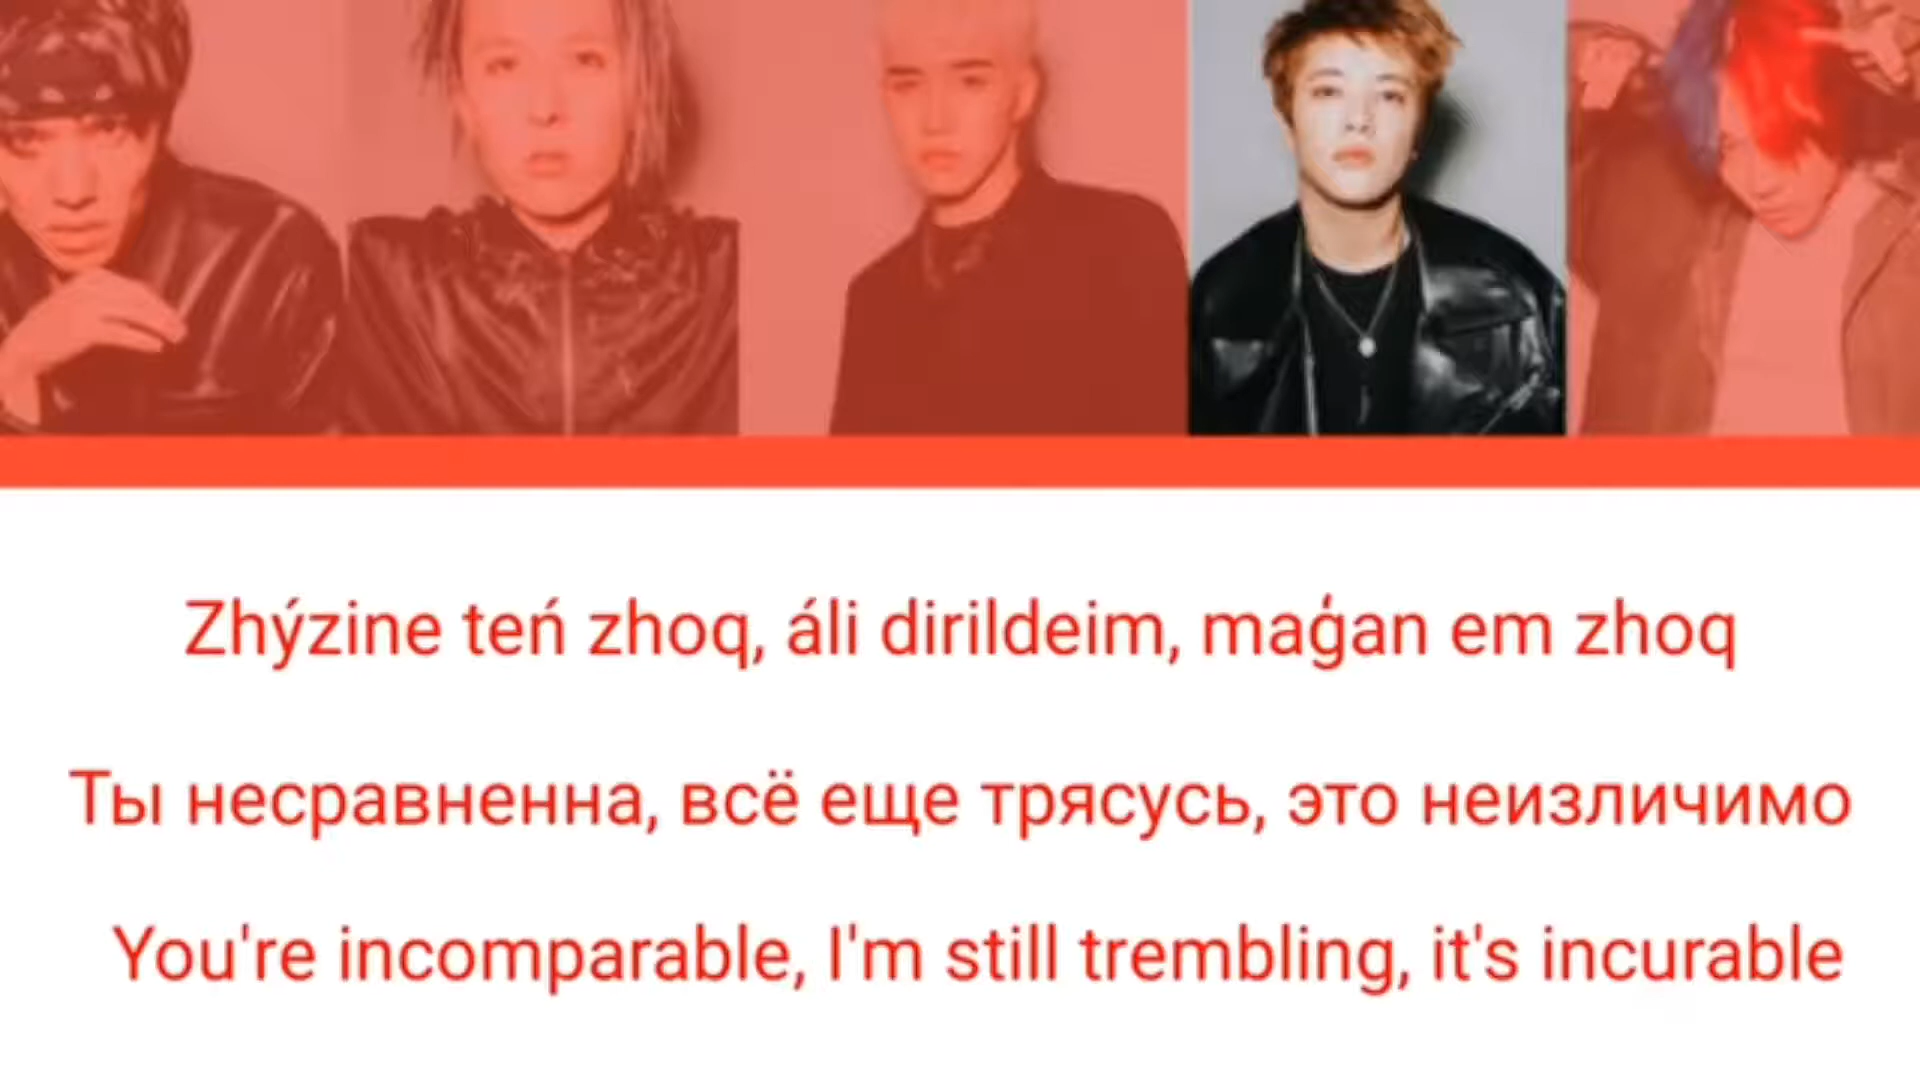 Zhýzine teń zhoq, áli dirildeim, maǵan em zhoq
Ты несравненна, всё еще трясусь, это неизличимо
You're incomparable, I'm still trembling, it's incurable